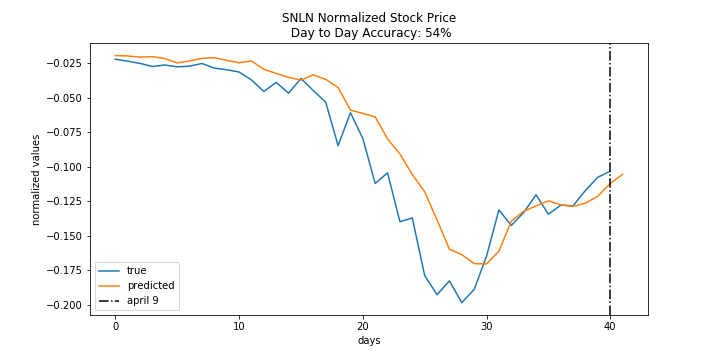 SNLN Normalized Stock Price
Day to Day Accuracy: 54%
normalized values
−0.025
−0.050
−0.075
−0.100
−0.125
−0.150
−0.175
−0.200
true
predicted
april 9
0
10
20
30
40
days